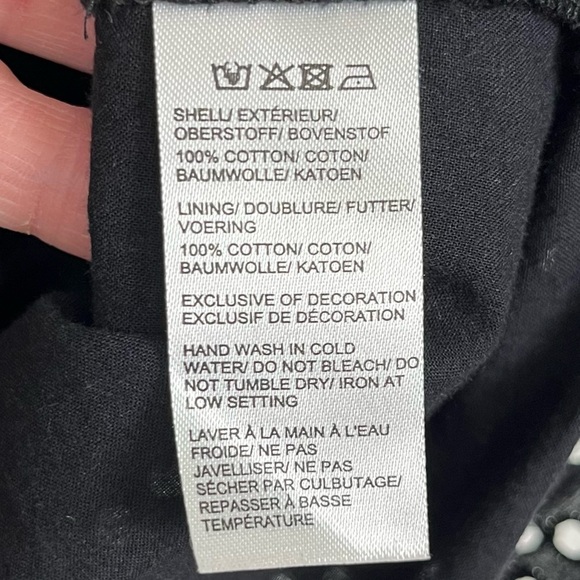 SHELL/ EXTÉRIEUR/
OBERSTOFF/ BOVENSTOF
100% COTTON/ COTON/
BAUMWOLLE/ KATOEN
LINING/ DOUBLURE/ FUTTER/
VOERING
100% COTTON/ COTON/
BAUMWOLLE/ KATOEN
EXCLUSIVE OF DECORATION
EXCLUSIF DE DÉCORATION
HAND WASH IN COLD
WATER/ DO NOT BLEACH/ DO
NOT TUMBLE DRY/ IRON AT
LOW SETTING
LAVER À LA MAIN À L'EAU
FROIDE/ NE PAS
JAVELLISER/ NE PAS
SÉCHER PAR CULBUTAGE/
REPASSER À BASSE
TEMPÉRATURE